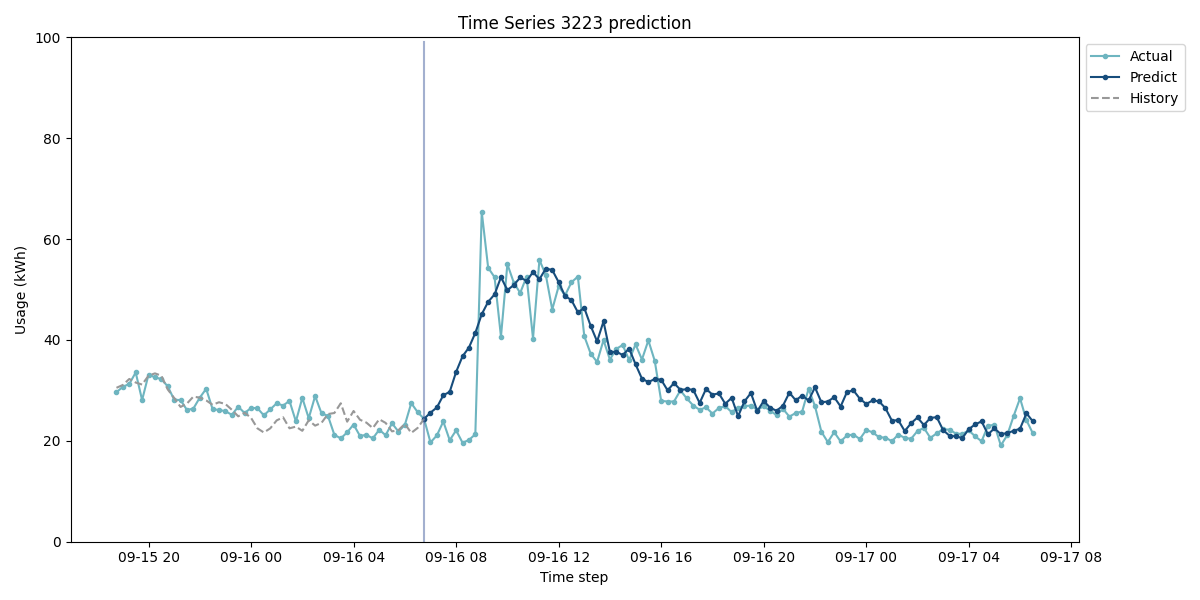 Time Series 3223 prediction
100
80
60
40
20
0
Usage (kWh)
09-15 20
09-16 00
09-16 04
09-16 08
09-16 12
09-16 16
09-16 20
09-17 00
09-17 04
09-17 08
Time step
Actual
Predict
History